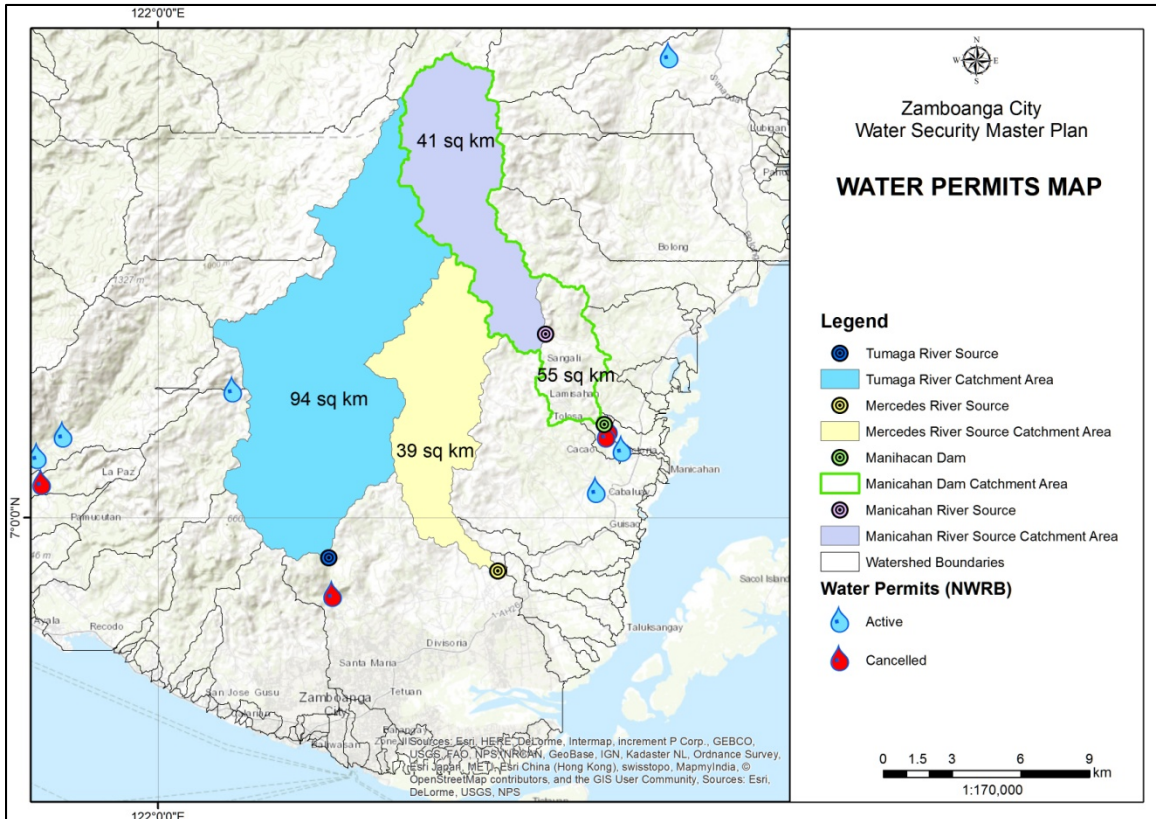 122°0'0"E
N
W
E
S
Zamboanga City
Water Security Master Plan
WATER PERMITS MAP
41 sq km
Lubigan
Bolong
1327 m
Sangali
55 sq km
Lamisahan
94 sq km
Tolosa
39 sq km
Cacao
Manicahan
La Paz
Cabaluay
Pamucutan
7°0'0"N
Guisao
Sacol Island
Ayala
Recodo
Taluksangay
Divisoria
Santa Maria
San Jose Gusu
Zamboanga
City
Tetuan
Baliwasan
Sources: Esri, HERE, DeLorme, Intermap, increment P Corp., GEBCO,
USGS, FAO, NPS, NRCAN, GeoBase, IGN, Kadaster NL, Ordnance Survey,
Esri Japan, METI, Esri China (Hong Kong), swisstopo, MapmyIndia, ©
OpenStreetMap contributors, and the GIS User Community, Sources: Esri,
DeLorme, USGS, NPS
122°0'0"E
Legend
Tumaga River Source
Tumaga River Catchment Area
Mercedes River Source
Mercedes River Source Catchment Area
Manihacan Dam
Manicahan Dam Catchment Area
Manicahan River Source
Manicahan River Source Catchment Area
Watershed Boundaries
Water Permits (NWRB)
Active
Cancelled
0 1.5 3 6 9
km
1:170,000